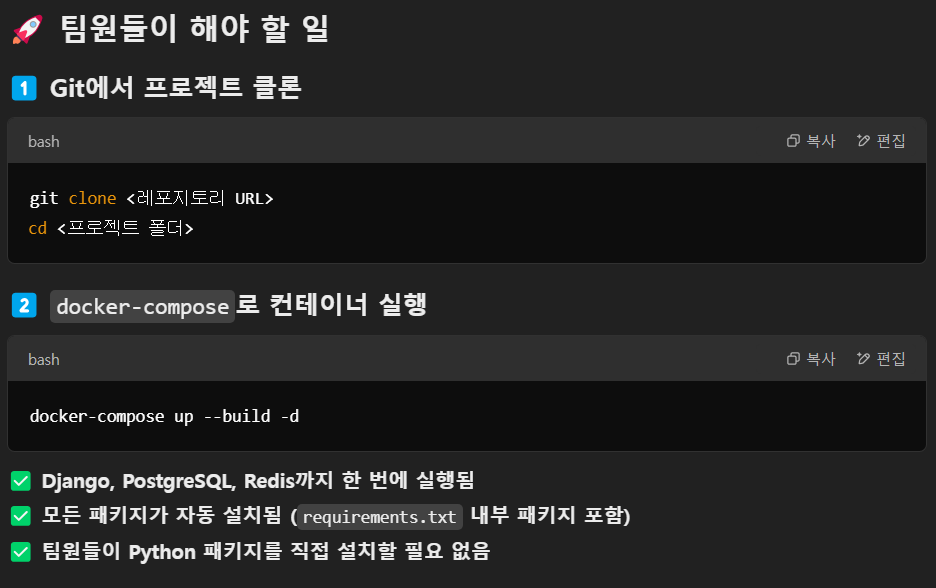 🚀 팀원들이 해야 할 일
1️⃣ Git에서 프로젝트 클론
bash 복사 편집
git clone <레포지토리 URL>
cd <프로젝트 폴더>
2️⃣ docker-compose로 컨테이너 실행
bash 복사 편집
docker-compose up --build -d
✅ Django, PostgreSQL, Redis까지 한 번에 실행됨
✅ 모든 패키지가 자동 설치됨 (requirements.txt 내부 패키지 포함)
✅ 팀원들이 Python 패키지를 직접 설치할 필요 없음